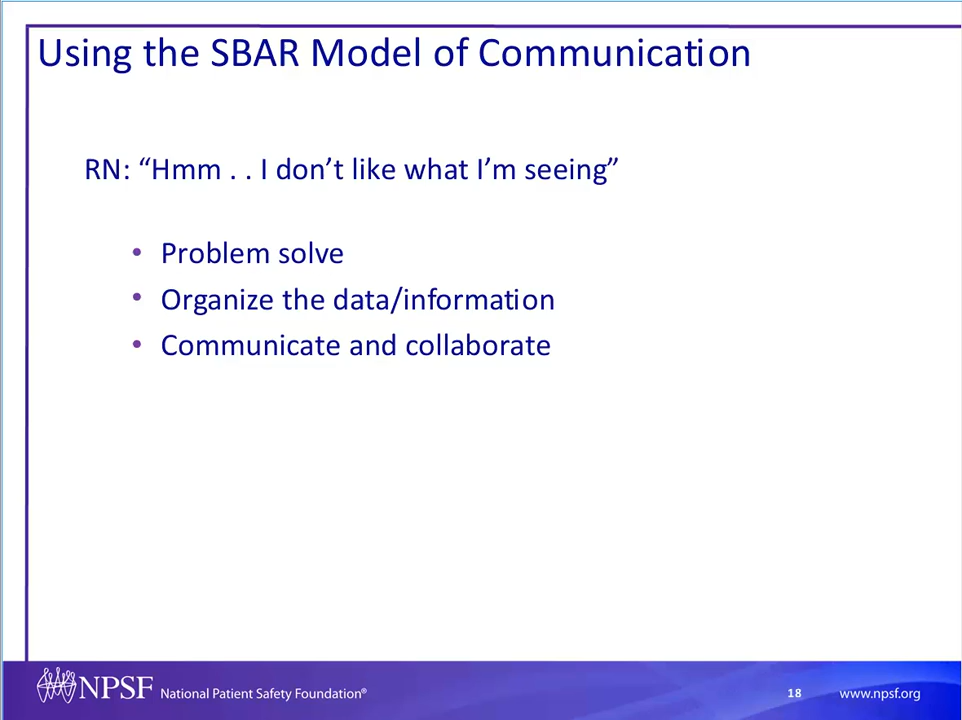 Using the SBAR Model of Communication
RN: “Hmm . . I don’t like what I’m seeing”
• Problem solve
• Organize the data/information
• Communicate and collaborate
NPSF National Patient Safety Foundation®
18
www.npsf.org